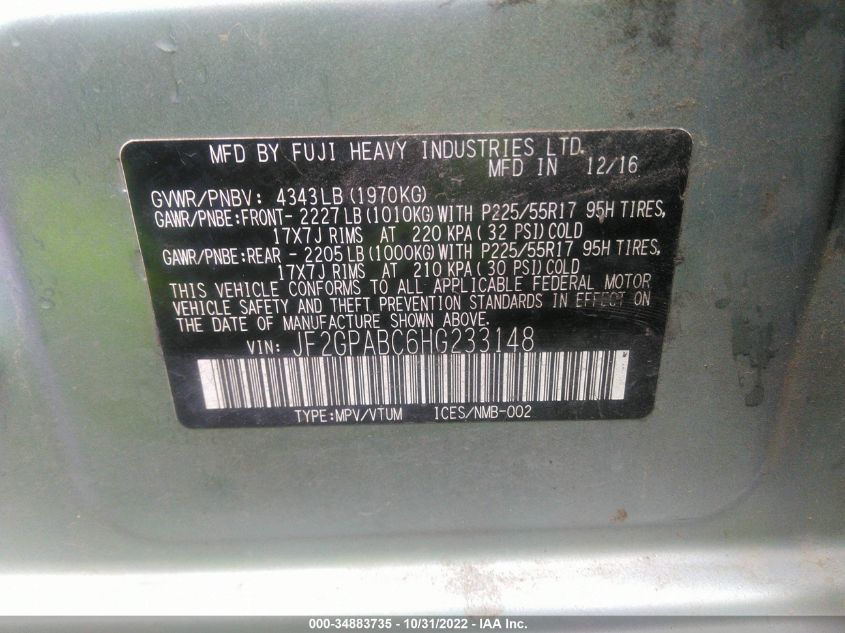 MFD BY FUJI HEAVY INDUSTRIES LTD.
MFD IN 12/16
GVWR/PNBV: 4343LB (1970KG)
GAWR/PNBE:FRONT- 2227 LB (1010KG) WITH P225/55R17 95H TIRES,
17X7J RIMS AT 220 KPA ( 32 PSI) COLD
GAWR/PNBE:REAR - 2205 LB (1000KG) WITH P225/55R17 95H TIRES,
17X7J RIMS AT 210 KPA ( 30 PSI) COLD
THIS VEHICLE CONFORMS TO ALL APPLICABLE FEDERAL MOTOR
VEHICLE SAFETY AND THEFT PREVENTION STANDARDS IN EFFECT ON
THE DATE OF MANUFACTURE SHOWN ABOVE.
VIN: JF2GPABC6HG233148
TYPE:MPV/VTUM ICES/NMB-002
000-34883735 - 10/31/2022 - IAA Inc.